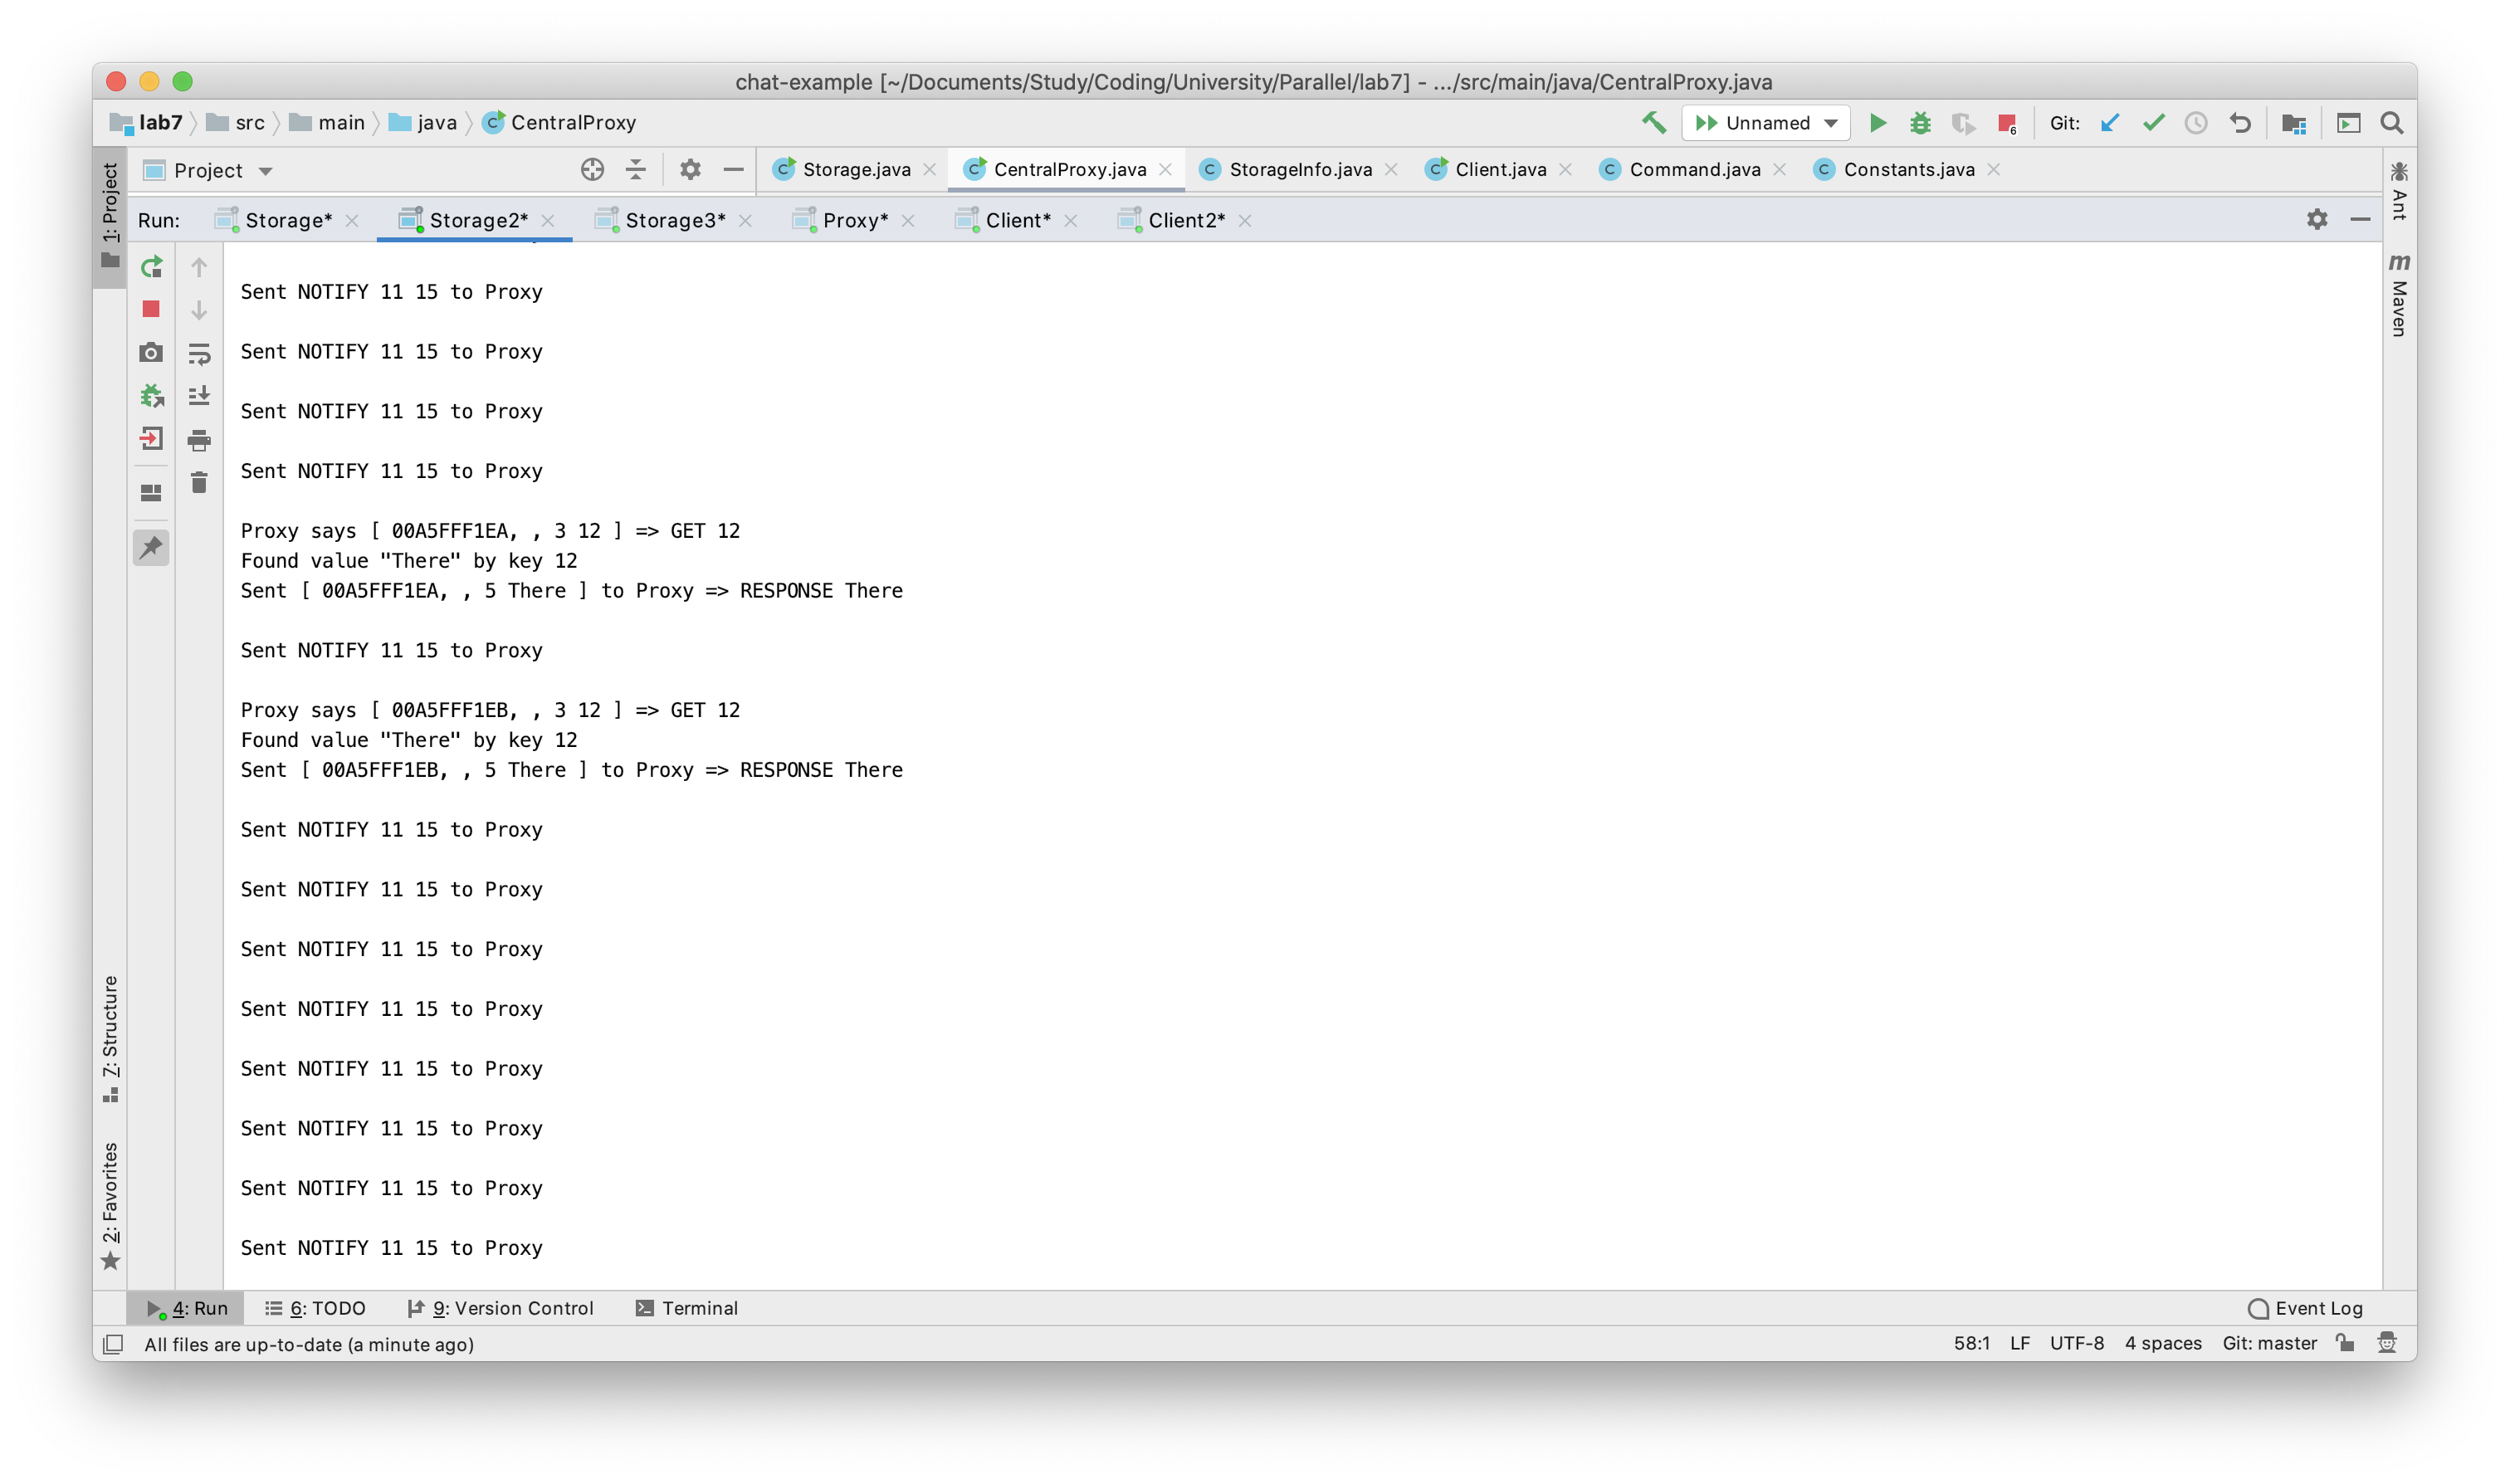 chat-example [~/Documents/Study/Coding/University/Parallel/lab7] - .../src/main/java/CentralProxy.java
lab7 src main java CentralProxy Unnamed 6 Git:
1: Project
Project Storage.java CentralProxy.java StorageInfo.java Client.java Command.java Constants.java
Ant
Run: Storage* Storage2* Storage3* Proxy* Client* Client2*
m Maven
Sent NOTIFY 11 15 to Proxy
Sent NOTIFY 11 15 to Proxy
Sent NOTIFY 11 15 to Proxy
Sent NOTIFY 11 15 to Proxy
Proxy says [ 00A5FFF1EA, , 3 12 ] => GET 12
Found value "There" by key 12
Sent [ 00A5FFF1EA, , 5 There ] to Proxy => RESPONSE There
Sent NOTIFY 11 15 to Proxy
Proxy says [ 00A5FFF1EB, , 3 12 ] => GET 12
Found value "There" by key 12
Sent [ 00A5FFF1EB, , 5 There ] to Proxy => RESPONSE There
Sent NOTIFY 11 15 to Proxy
Sent NOTIFY 11 15 to Proxy
Sent NOTIFY 11 15 to Proxy
Sent NOTIFY 11 15 to Proxy
Sent NOTIFY 11 15 to Proxy
Sent NOTIFY 11 15 to Proxy
Sent NOTIFY 11 15 to Proxy
Sent NOTIFY 11 15 to Proxy
7: Structure
2: Favorites
4: Run 6: TODO 9: Version Control Terminal Event Log
All files are up-to-date (a minute ago) 58:1 LF UTF-8 4 spaces Git: master